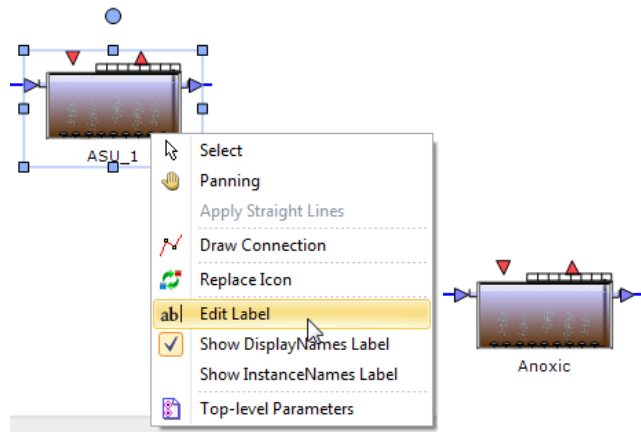 ASU_1
Select
Panning
Apply Straight Lines
Draw Connection
Replace Icon
ab Edit Label
Show DisplayNames Label
Show InstanceNames Label
Top-level Parameters
Anoxic